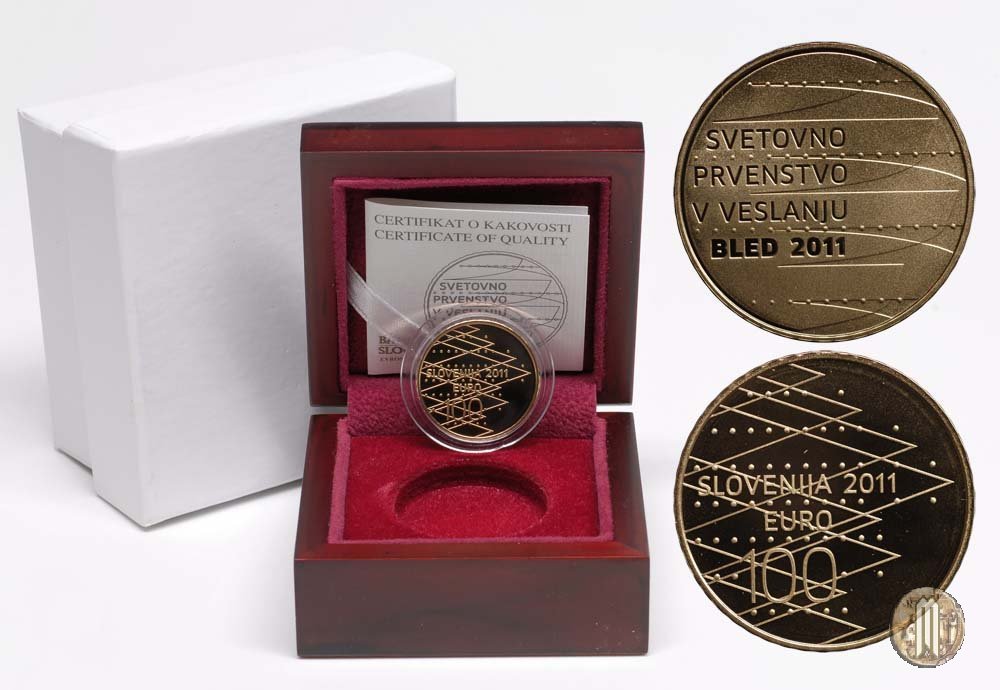 CERTIFIKAT O KAKOVOSTI
CERTIFICATE OF QUALITY
SVETOVNO
PRVENSTVO
V VESLANJU
SLOVENIJA 2011
EURO
100
SVETOVNO
PRVENSTVO
V VESLANJU
BLED 2011
SLOVENIJA 2011
EURO
100